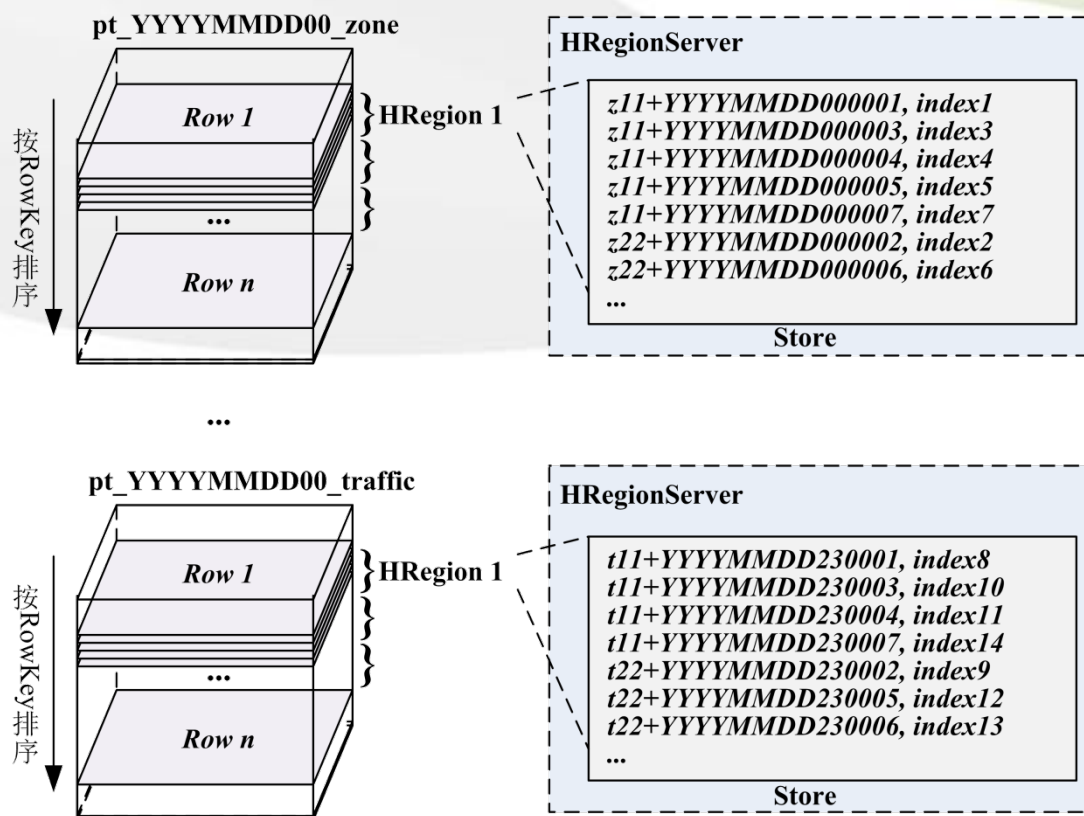 pt_YYYYMMDD00_zone
按RowKey排序
Row 1
...
Row n
HRegion 1
HRegionServer
z11+YYYYMMDD000001, index1
z11+YYYYMMDD000003, index3
z11+YYYYMMDD000004, index4
z11+YYYYMMDD000005, index5
z11+YYYYMMDD000007, index7
z22+YYYYMMDD000002, index2
z22+YYYYMMDD000006, index6
...
Store
...
pt_YYYYMMDD00_traffic
按RowKey排序
Row 1
...
Row n
HRegion 1
HRegionServer
t11+YYYYMMDD230001, index8
t11+YYYYMMDD230003, index10
t11+YYYYMMDD230004, index11
t11+YYYYMMDD230007, index14
t22+YYYYMMDD230002, index9
t22+YYYYMMDD230005, index12
t22+YYYYMMDD230006, index13
...
Store